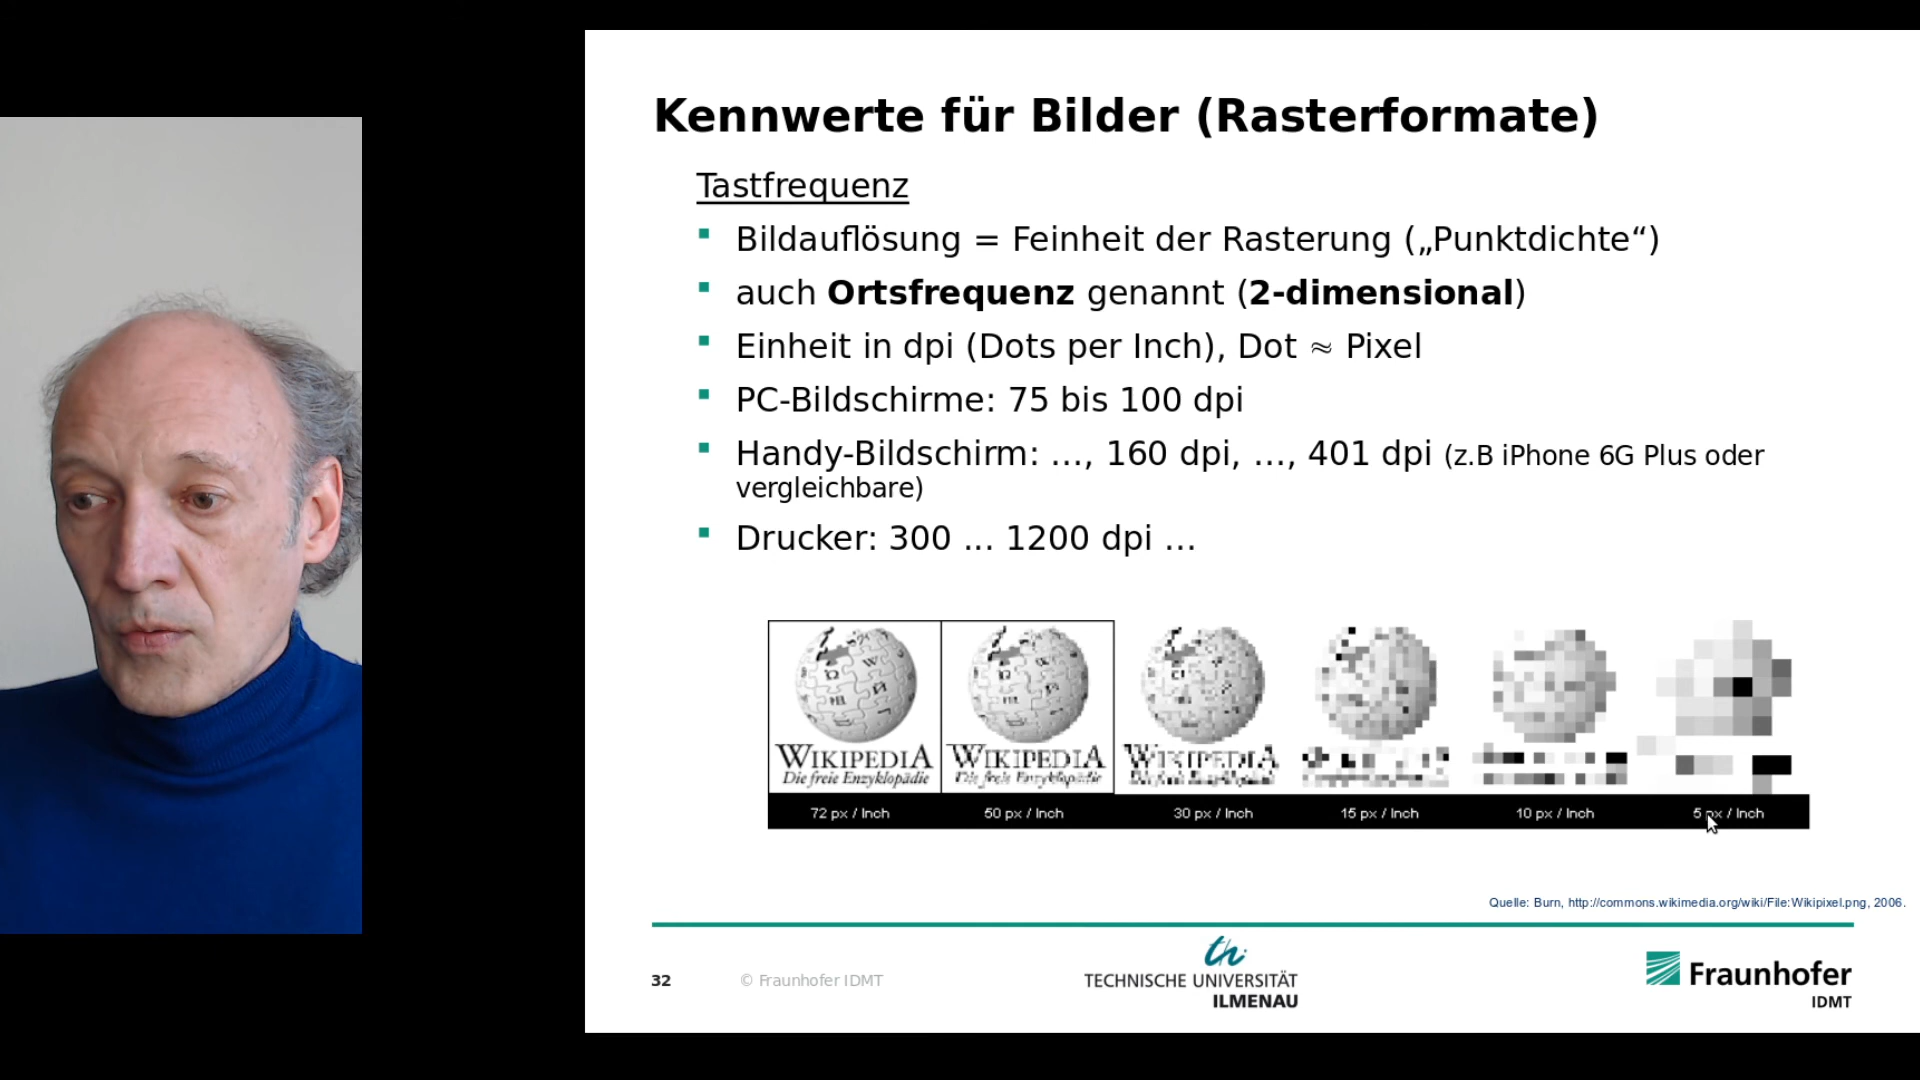 Kennwerte für Bilder (Rasterformate)
Tastfrequenz
Bildauflösung = Feinheit der Rasterung („Punktdichte“)
auch Ortsfrequenz genannt (2-dimensional)
Einheit in dpi (Dots per Inch), Dot ≈ Pixel
PC-Bildschirme: 75 bis 100 dpi
Handy-Bildschirm: …, 160 dpi, …, 401 dpi (z.B iPhone 6G Plus oder
vergleichbare)
Drucker: 300 … 1200 dpi …
WIKIPEDIA WIKIPEDIA WIKIPEDIA
Die freie Enzyklopädie
72 px / Inch 50 px / Inch 30 px / Inch 15 px / Inch 10 px / Inch 5 px / Inch
Quelle: Burn, http://commons.wikimedia.org/wiki/File:Wikipixel.png, 2006.
32 © Fraunhofer IDMT
th
TECHNISCHE UNIVERSITÄT
ILMENAU
Fraunhofer
IDMT